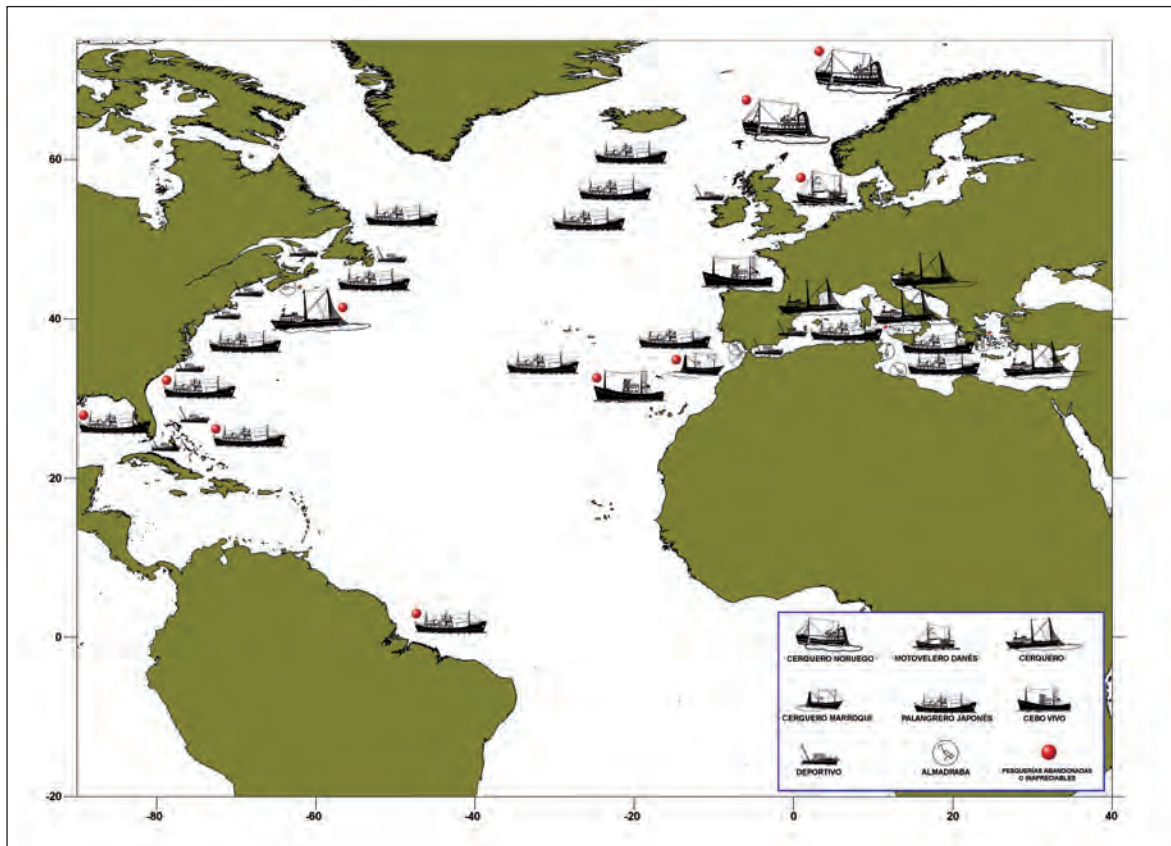 60
40
20
0
-20
-80
-60
-40
-20
0
20
40
CERQUERO NORUEGO
MOTOVELERO DANÉS
CERQUERO
CERQUERO MARROQUI
PALANGRERO JAPONÉS
CEBO VIVO
DEPORTIVO
ALMADRABA
PESQUERÍAS ABANDONADAS
O INAPRECIABLES